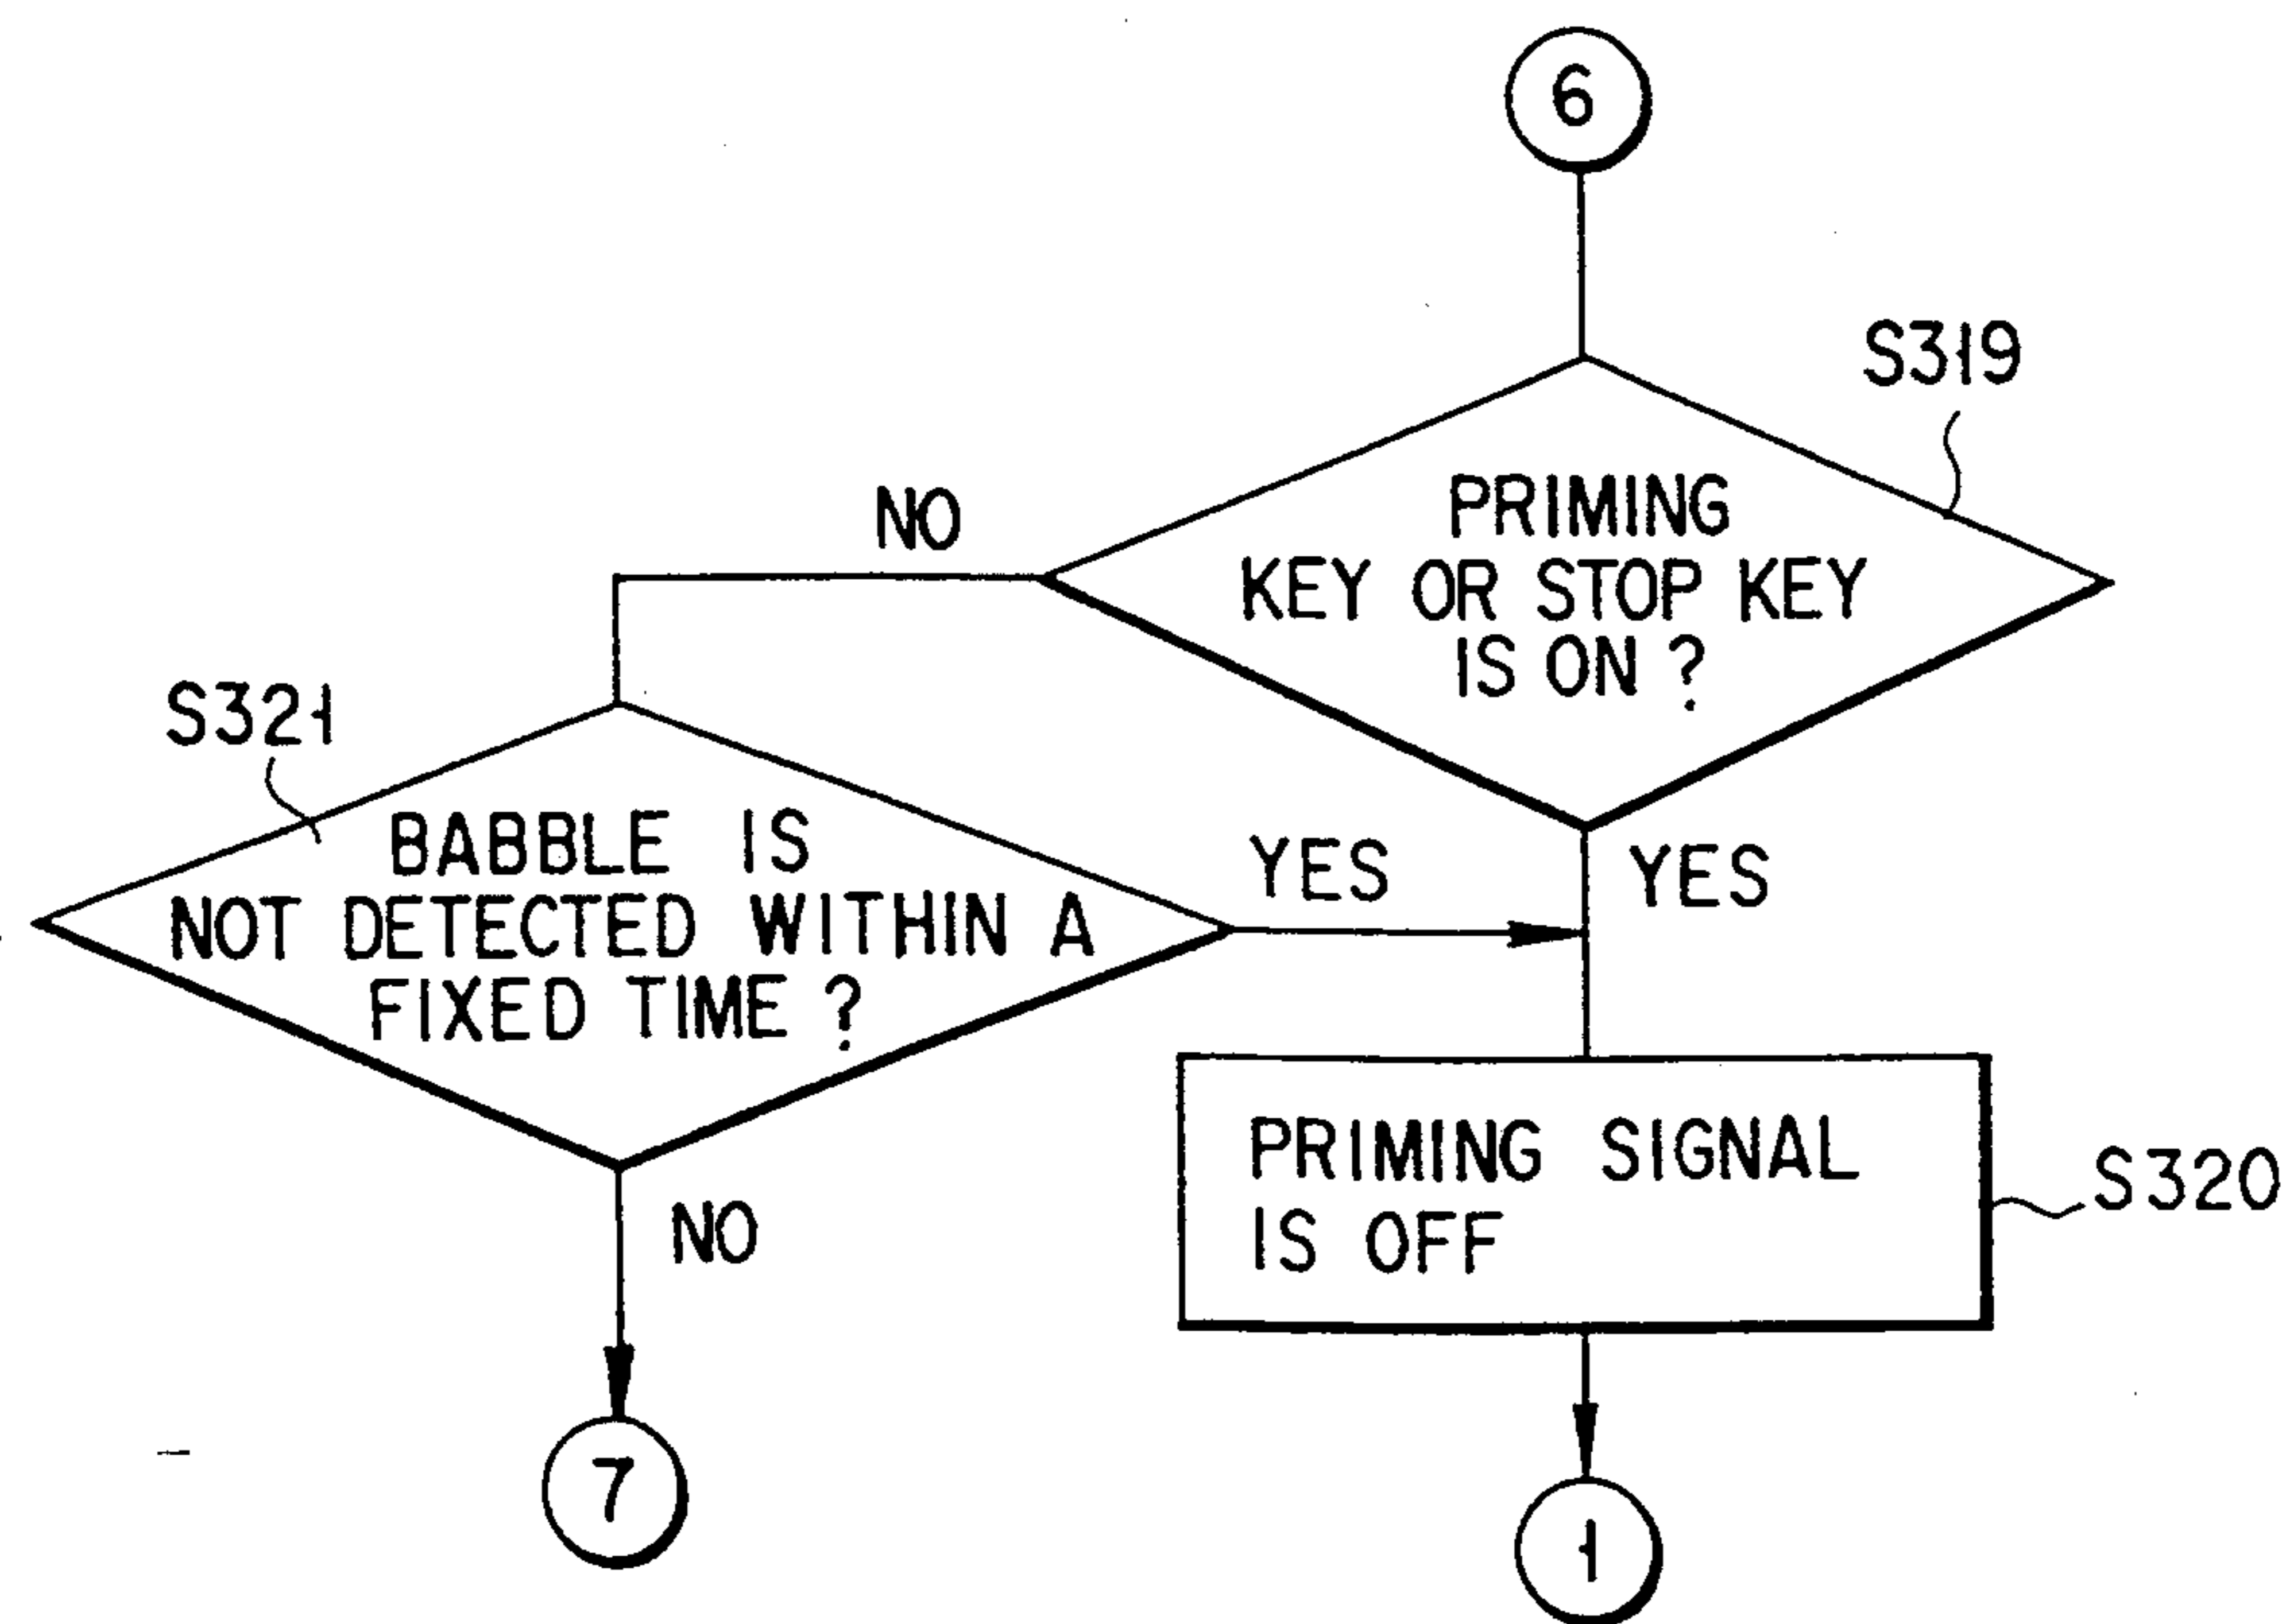 6
S319
PRIMING
KEY OR STOP KEY
IS ON ?
NO
YES
S321
BABBLE IS
NOT DETECTED WITHIN A
FIXED TIME ?
YES
NO
PRIMING SIGNAL
IS OFF
S320
7
1